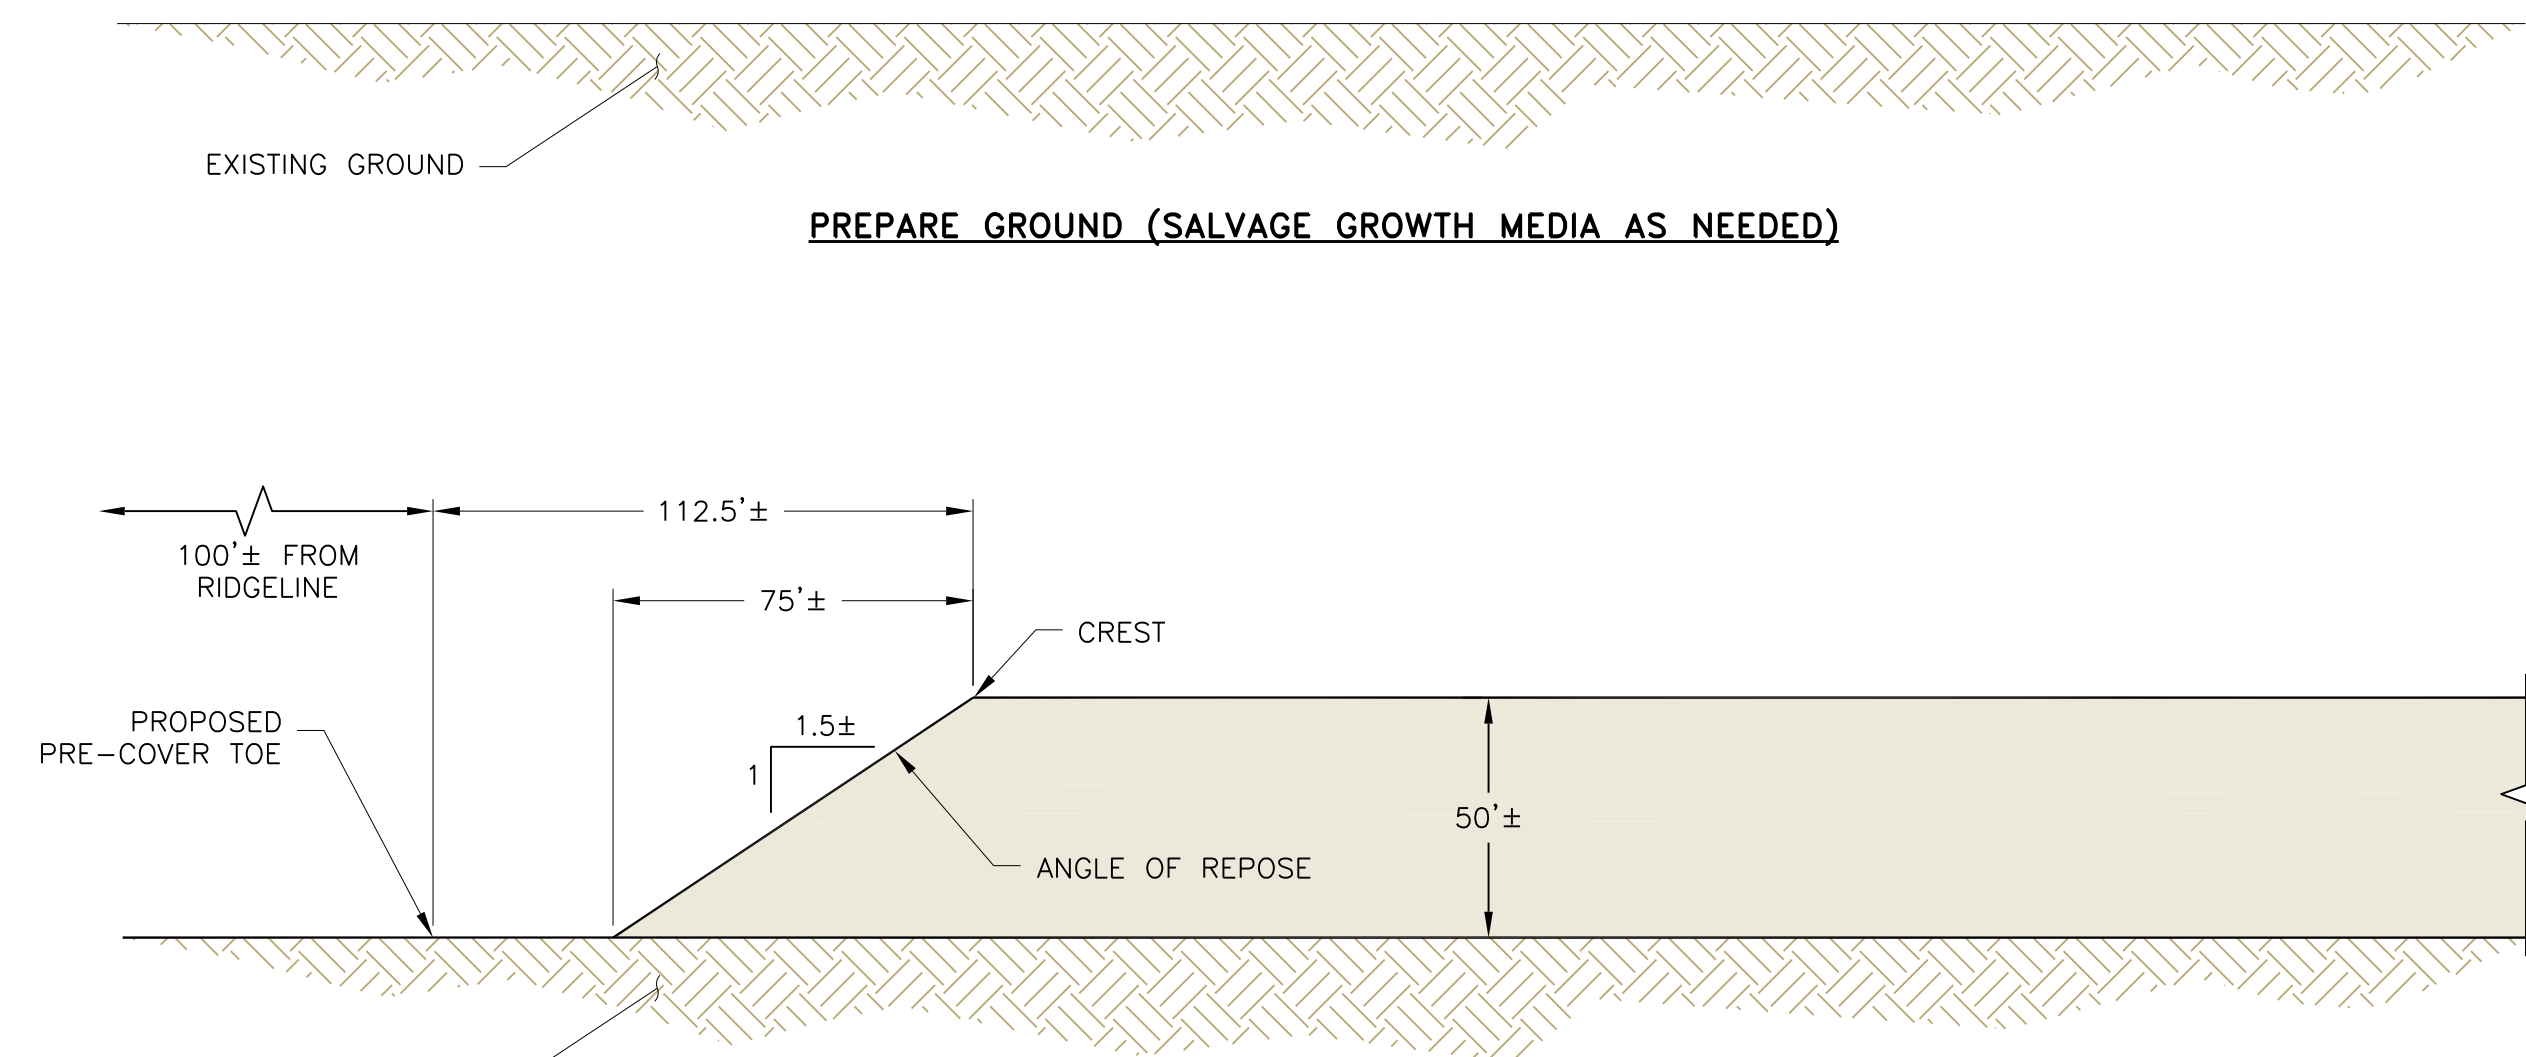 EXISTING GROUND
PREPARE GROUND (SALVAGE GROWTH MEDIA AS NEEDED)
112.5'±
100'± FROM
RIDGELINE
75'±
CREST
PROPOSED
PRE-COVER TOE
1.5±
1
50'±
ANGLE OF REPOSE